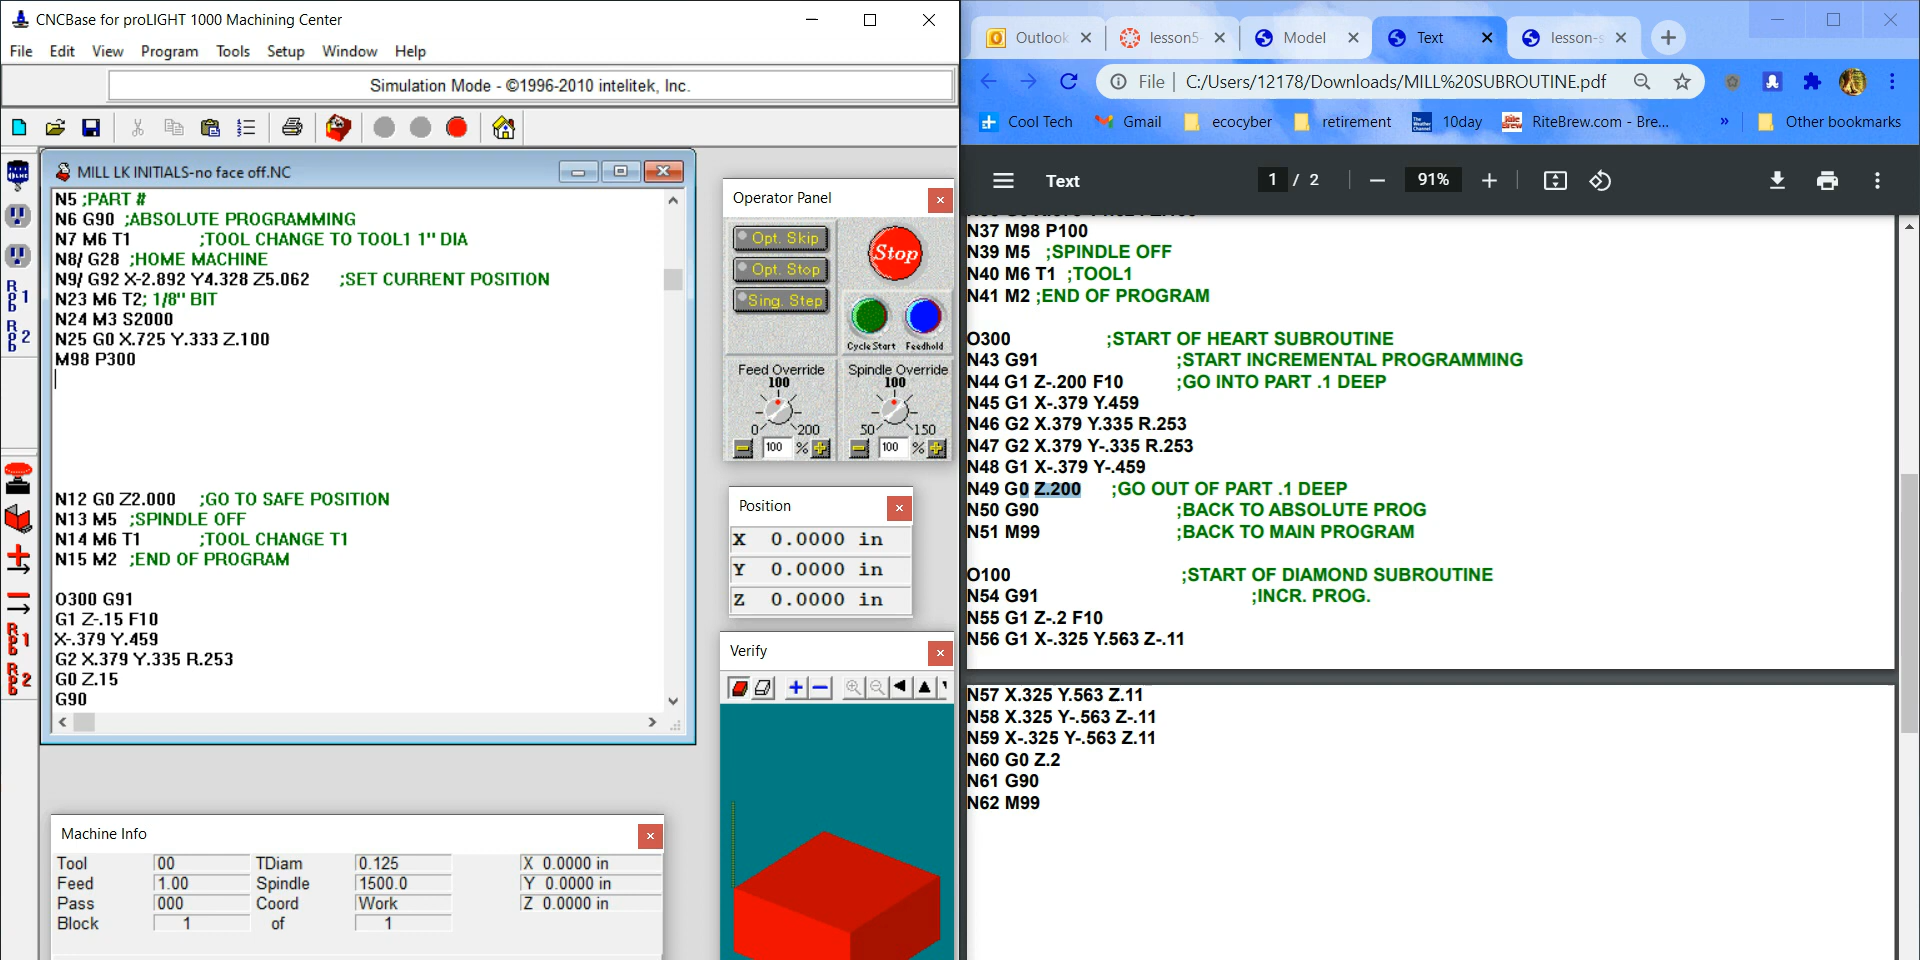 CNCBase for proLIGHT 1000 Machining Center
File Edit View Program Tools Setup Window Help
Simulation Mode - ©1996-2010 intelitek, Inc.
MILL LK INITIALS-no face off.NC
N5 ;PART #
N6 G90 ;ABSOLUTE PROGRAMMING
N7 M6 T1 ;TOOL CHANGE TO TOOL1 1" DIA
N8/ G28 ;HOME MACHINE
N9/ G92 X-2.892 Y4.328 Z5.062 ;SET CURRENT POSITION
N23 M6 T2; 1/8" BIT
N24 M3 S2000
N25 G0 X.725 Y.333 Z.100
M98 P300
N12 G0 Z2.000 ;GO TO SAFE POSITION
N13 M5 ;SPINDLE OFF
N14 M6 T1 ;TOOL CHANGE T1
N15 M2 ;END OF PROGRAM
O300 G91
G1 Z-.15 F10
X-.379 Y.459
G2 X.379 Y.335 R.253
G0 Z.15
G90
Operator Panel
Opt. Skip
Opt. Stop
Sing. Step
Stop
Cycle Start Feedhold
Feed Override
100
0 200
100 %
Spindle Override
100
50 150
100 %
Position
X 0.0000 in
Y 0.0000 in
Z 0.0000 in
Verify
Machine Info
Tool 00 TDiam 0.125 X 0.0000 in
Feed 1.00 Spindle 1500.0 Y 0.0000 in
Pass 000 Coord Work Z 0.0000 in
Block 1 of 1
Outlook lesson5- Model Text lesson-s
File C:/Users/12178/Downloads/MILL%20SUBROUTINE.pdf
Cool Tech Gmail ecocyber retirement 10day RiteBrew.com - Bre... » Other bookmarks
Text 1 / 2 91%
N37 M98 P100
N39 M5 ;SPINDLE OFF
N40 M6 T1 ;TOOL1
N41 M2 ;END OF PROGRAM
O300 ;START OF HEART SUBROUTINE
N43 G91 ;START INCREMENTAL PROGRAMMING
N44 G1 Z-.200 F10 ;GO INTO PART .1 DEEP
N45 G1 X-.379 Y.459
N46 G2 X.379 Y.335 R.253
N47 G2 X.379 Y-.335 R.253
N48 G1 X-.379 Y-.459
N49 G0 Z.200 ;GO OUT OF PART .1 DEEP
N50 G90 ;BACK TO ABSOLUTE PROG
N51 M99 ;BACK TO MAIN PROGRAM
O100 ;START OF DIAMOND SUBROUTINE
N54 G91 ;INCR. PROG.
N55 G1 Z-.2 F10
N56 G1 X-.325 Y.563 Z-.11
N57 X.325 Y.563 Z.11
N58 X.325 Y-.563 Z-.11
N59 X-.325 Y-.563 Z.11
N60 G0 Z.2
N61 G90
N62 M99